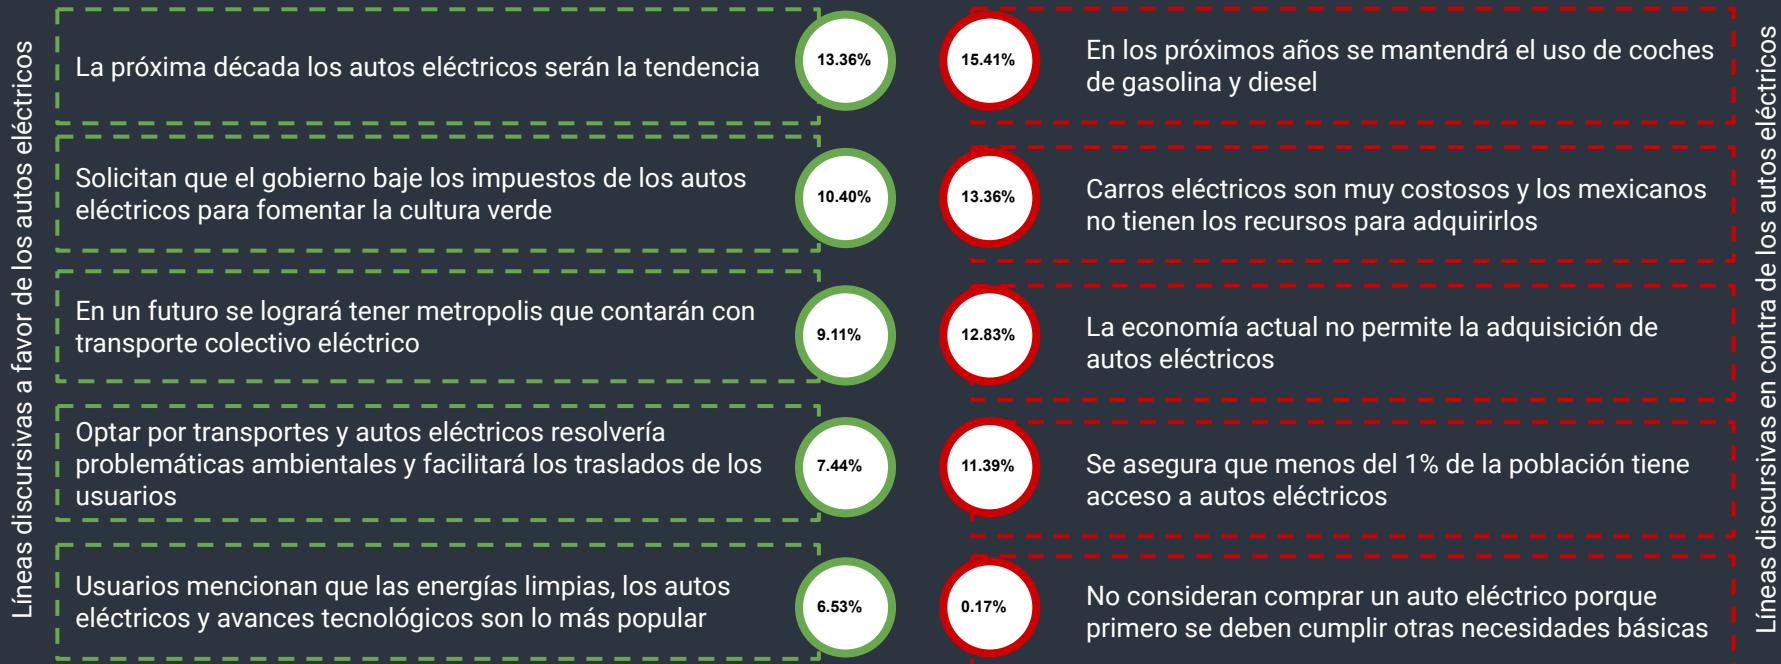 Líneas discursivas a favor de los autos eléctricos
La próxima década los autos eléctricos serán la tendencia
13.36%
Solicitan que el gobierno baje los impuestos de los autos
eléctricos para fomentar la cultura verde
10.40%
En un futuro se logrará tener metropolis que contarán con
transporte colectivo eléctrico
9.11%
Optar por transportes y autos eléctricos resolvería
problemáticas ambientales y facilitará los traslados de los
usuarios
7.44%
Usuarios mencionan que las energías limpias, los autos
eléctricos y avances tecnológicos son lo más popular
6.53%
15.41%
En los próximos años se mantendrá el uso de coches
de gasolina y diesel
13.36%
Carros eléctricos son muy costosos y los mexicanos
no tienen los recursos para adquirirlos
12.83%
La economía actual no permite la adquisición de
autos eléctricos
11.39%
Se asegura que menos del 1% de la población tiene
acceso a autos eléctricos
0.17%
No consideran comprar un auto eléctrico porque
primero se deben cumplir otras necesidades básicas
Líneas discursivas en contra de los autos eléctricos